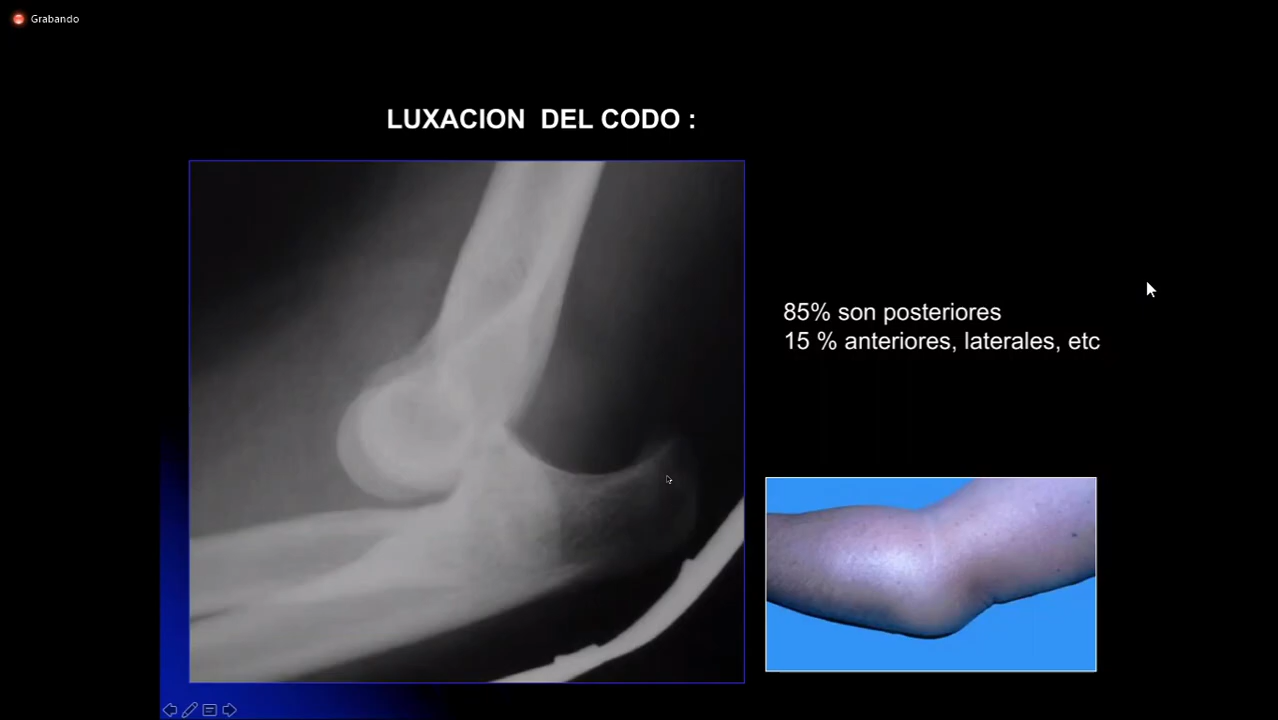 Grabando
LUXACION DEL CODO :
85% son posteriores
15 % anteriores, laterales, etc